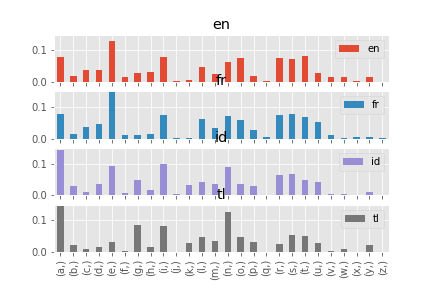 en
0.1
0.0
en
fr
0.1
0.0
fr
id
0.1
0.0
id
tl
0.1
0.0
tl
(a,) (b,) (c,) (d,) (e,) (f,) (g,) (h,) (i,) (j,) (k,) (l,) (m,) (n,) (o,) (p,) (q,) (r,) (s,) (t,) (u,) (v,) (w,) (x,) (y,) (z,)